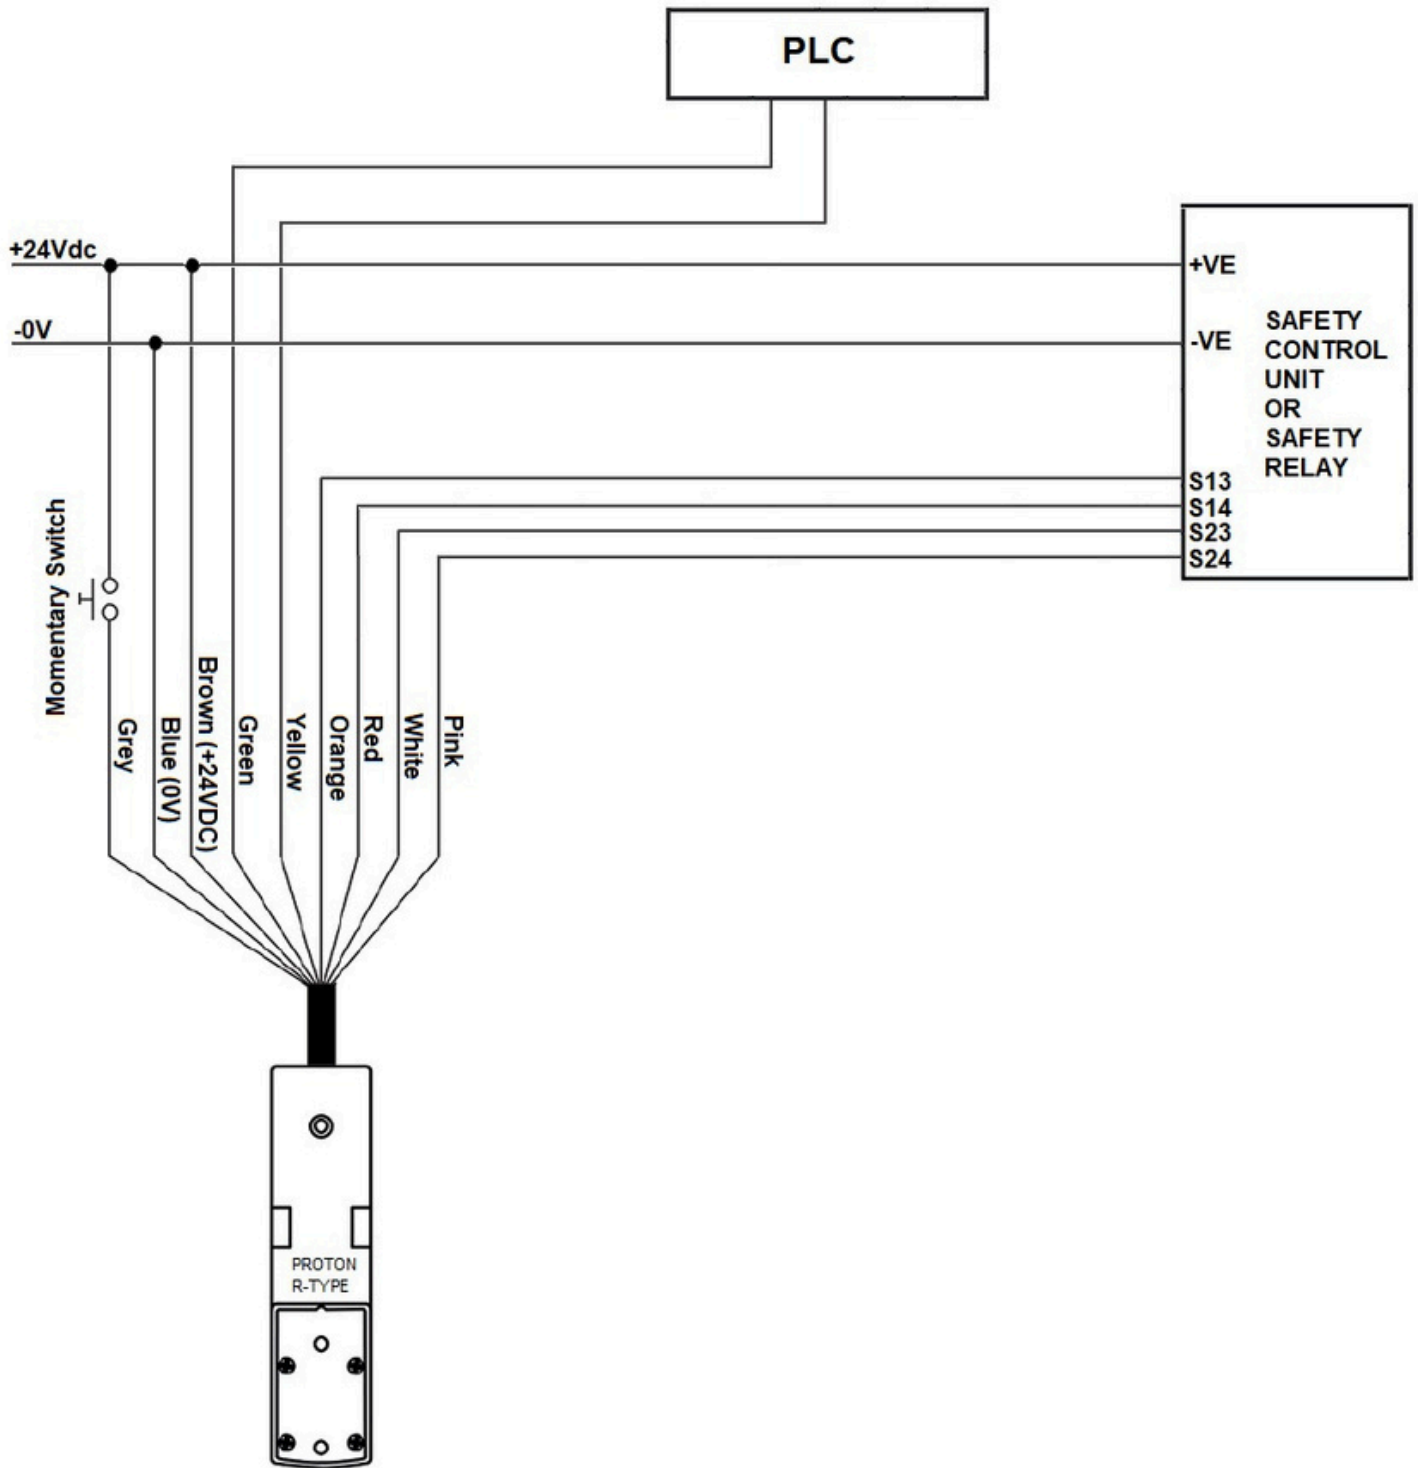 PLC
+24Vdc
-0V
+VE
-VE
SAFETY
CONTROL
UNIT
OR
SAFETY
RELAY
S13
S14
S23
S24
Momentary Switch
Grey
Blue (0V)
Brown (+24VDC)
Green
Yellow
Orange
Red
White
Pink
PROTON
R-TYPE